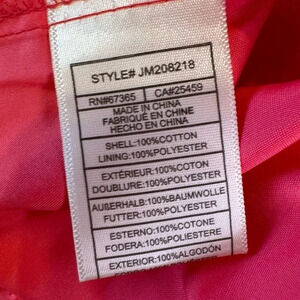 STYLE# JM208218
RN#67365 CA#25459
MADE IN CHINA
FABRIQUÉ EN CHINE
HECHO EN CHINA
SHELL:100%COTTON
LINING:100%POLYESTER
EXTÉRIEUR:100%COTON
DOUBLURE:100%POLYESTER
AUßERHALB:100%BAUMWOLLE
FUTTER:100%POLYESTER
ESTERNO:100%COTONE
FODERA:100%POLIESTERE
EXTERIOR:100%ALGODÓN